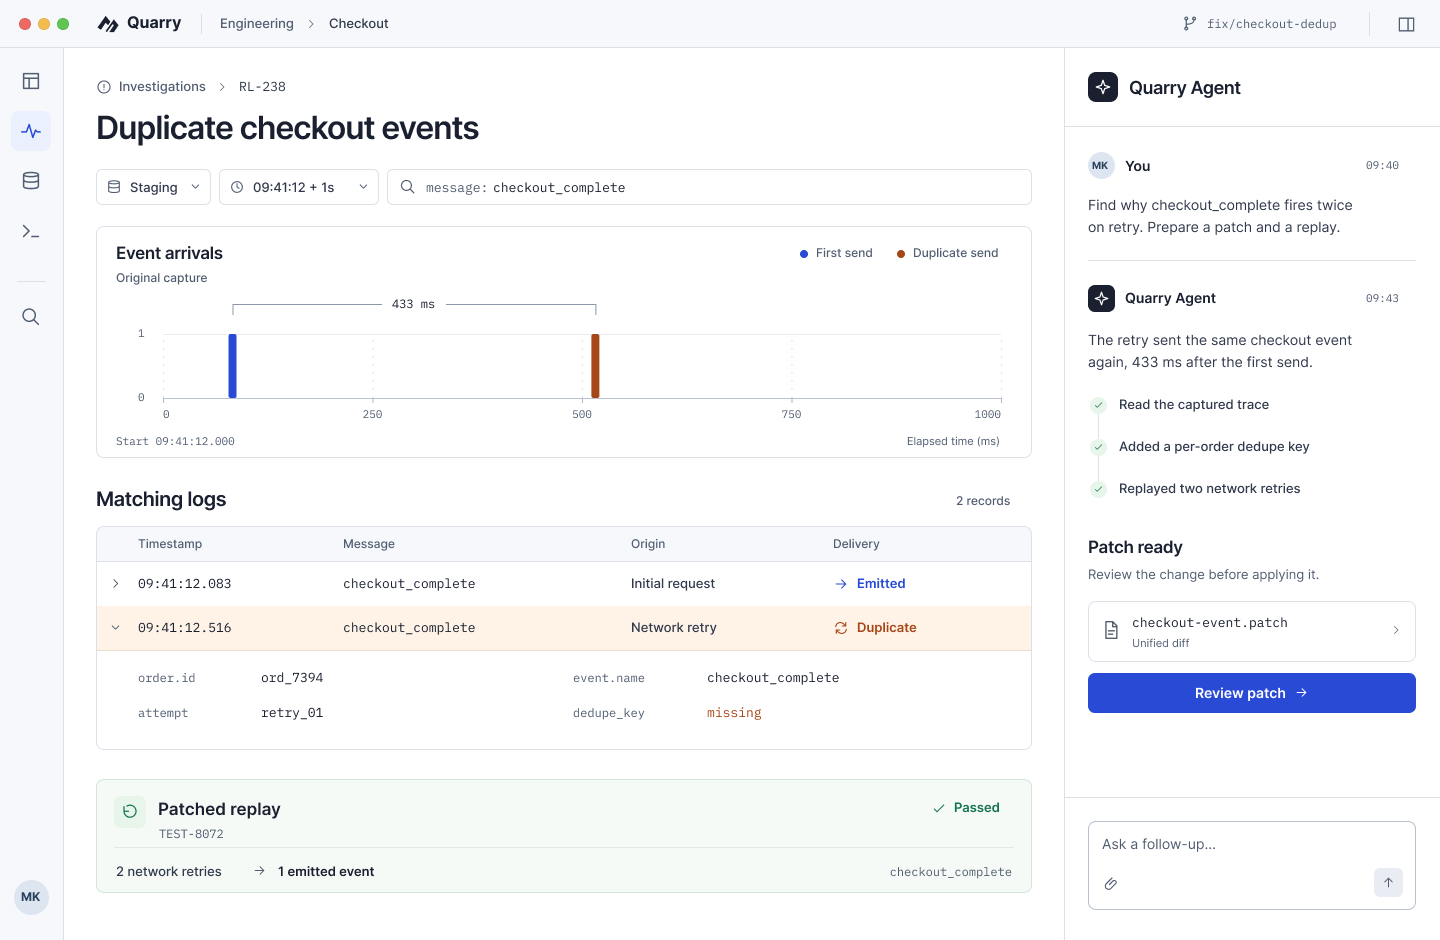 Quarry
Engineering > Checkout
fix/checkout-dedup
Investigations > RL-238
Duplicate checkout events
Staging
09:41:12 + 1s
message: checkout_complete
Event arrivals
First send
Duplicate send
Original capture
433 ms
1
0
0 250 500 750 1000
Start 09:41:12.000
Elapsed time (ms)
Matching logs
2 records
Timestamp Message Origin Delivery
09:41:12.083 checkout_complete Initial request → Emitted
09:41:12.516 checkout_complete Network retry Duplicate
order.id ord_7394 event.name checkout_complete
attempt retry_01 dedupe_key missing
Patched replay
Passed
TEST-8072
2 network retries → 1 emitted event
checkout_complete
MK
Quarry Agent
MK You 09:40
Find why checkout_complete fires twice
on retry. Prepare a patch and a replay.
Quarry Agent 09:43
The retry sent the same checkout event
again, 433 ms after the first send.
Read the captured trace
Added a per-order dedupe key
Replayed two network retries
Patch ready
Review the change before applying it.
checkout-event.patch
Unified diff
Review patch →
Ask a follow-up...